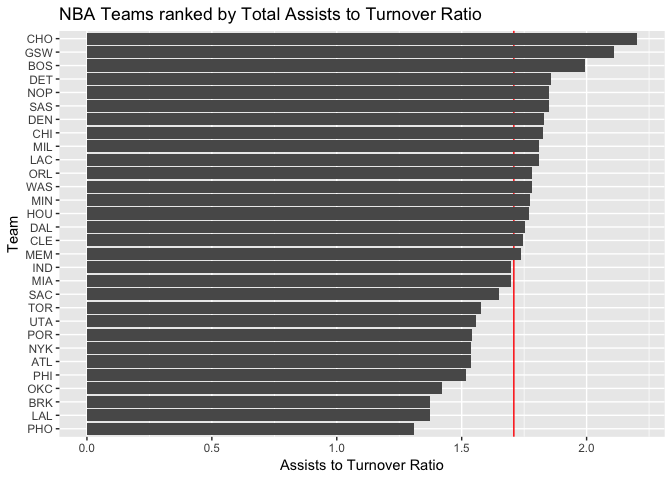 NBA Teams ranked by Total Assists to Turnover Ratio
CHO
GSW
BOS
DET
NOP
SAS
DEN
CHI
MIL
LAC
ORL
WAS
MIN
HOU
DAL
CLE
MEM
IND
MIA
SAC
TOR
UTA
POR
NYK
ATL
PHI
OKC
BRK
LAL
PHO
Team
0.0 0.5 1.0 1.5 2.0
Assists to Turnover Ratio